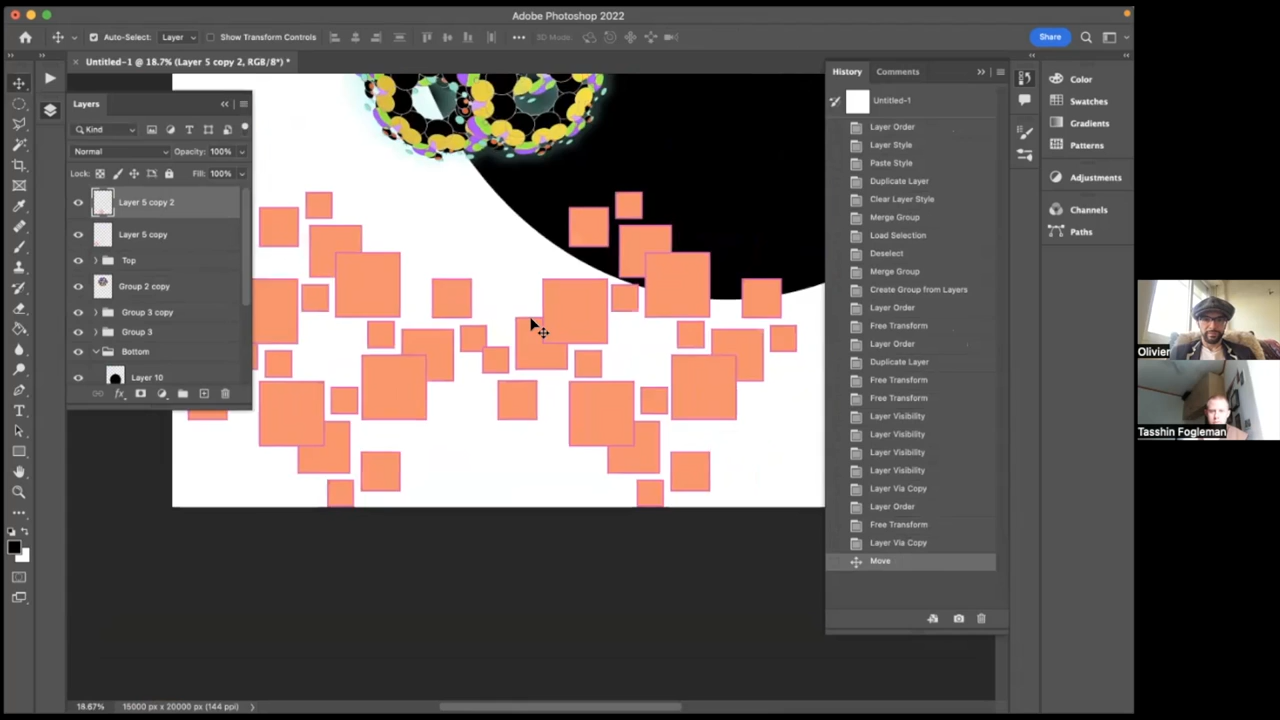 Adobe Photoshop 2022
Auto-Select: Layer Show Transform Controls 3D Mode: Share
Untitled-1 @ 18.7% (Layer 5 copy 2, RGB/8*) *
Layers
Kind
Normal Opacity: 100%
Lock: Fill: 100%
Layer 5 copy 2
Layer 5 copy
Top
Group 2 copy
Group 3 copy
Group 3
Bottom
Layer 10
History Comments
Untitled-1
Layer Order
Layer Style
Paste Style
Duplicate Layer
Clear Layer Style
Merge Group
Load Selection
Deselect
Merge Group
Create Group from Layers
Layer Order
Free Transform
Layer Order
Duplicate Layer
Free Transform
Free Transform
Layer Visibility
Layer Visibility
Layer Visibility
Layer Visibility
Layer Via Copy
Layer Order
Free Transform
Layer Via Copy
Move
Color
Swatches
Gradients
Patterns
Adjustments
Channels
Paths
Olivier
Tasshin Fogleman
18.67% 15000 px x 20000 px (144 ppi)